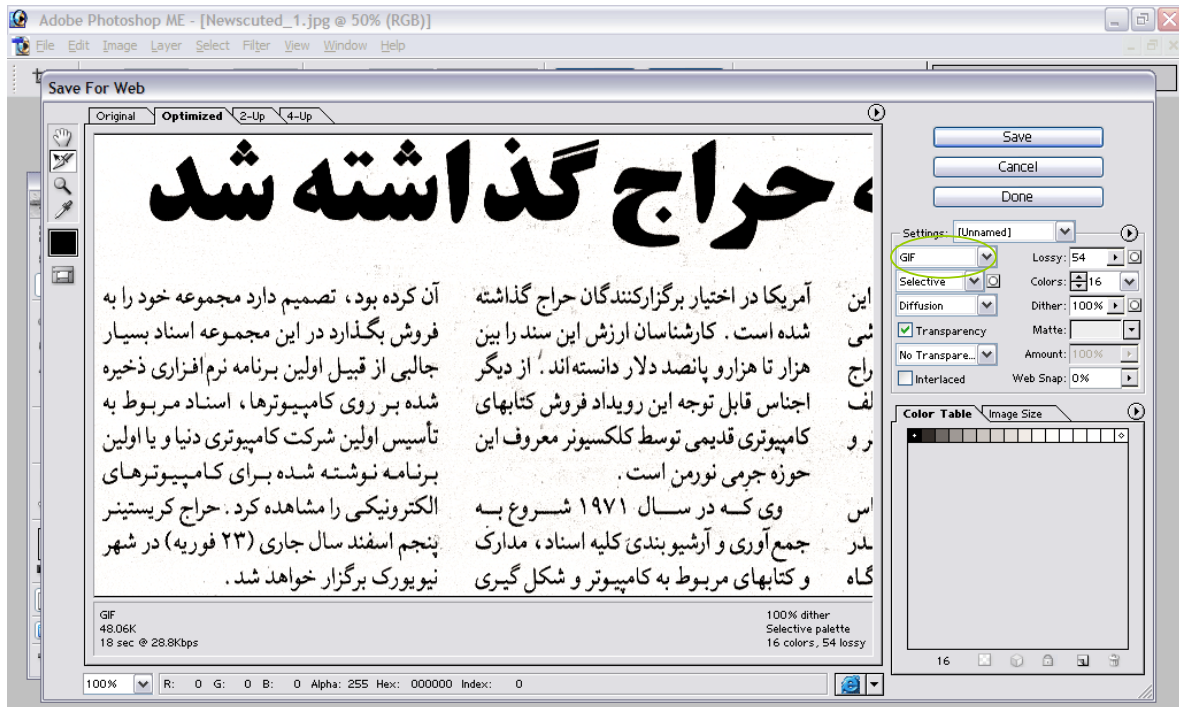 Adobe Photoshop ME - [Newscuted_1.jpg @ 50% (RGB)]
File Edit Image Layer Select Filter View Window Help
Save For Web
Original Optimized 2-Up 4-Up
ه حراج گذاشته شد
این
شی
راج
لف
ر و
اس
در
گاه
آمریکا در اختیار برگزارکنندگان حراج گذاشته
شده است. کارشناسان ارزش این سند را بین
هزار تا هزارو پانصد دلار دانسته‌اند. از دیگر
اجناس قابل توجه این رویداد فروش کتابهای
کامپیوتری قدیمی توسط کلکسیونر معروف این
حوزه جرمی نورمن است.
وی که در سال ۱۹۷۱ شروع به
جمع‌آوری و آرشیو بندی کلیه اسناد، مدارک
و کتابهای مربوط به کامپیوتر و شکل گیری
آن کرده بود، تصمیم دارد مجموعه خود را به
فروش بگذارد در این مجموعه اسناد بسیار
جالبی از قبیل اولین برنامه نرم‌افزاری ذخیره
شده بر روی کامپیوترها، اسناد مربوط به
تأسیس اولین شرکت کامپیوتری دنیا و یا اولین
برنامه نوشته شده برای کامپیوترهای
الکترونیکی را مشاهده کرد. حراج کریستینر
پنجم اسفند سال جاری (۲۳ فوریه) در شهر
نیویورک برگزار خواهد شد.
GIF
48.06K
18 sec @ 28.8Kbps
100% dither
Selective palette
16 colors, 54 lossy
100% R: 0 G: 0 B: 0 Alpha: 255 Hex: 000000 Index: 0
Save
Cancel
Done
Settings: [Unnamed]
GIF Lossy: 54
Selective Colors: 16
Diffusion Dither: 100%
Transparency Matte:
No Transpare... Amount: 100%
Interlaced Web Snap: 0%
Color Table Image Size
16